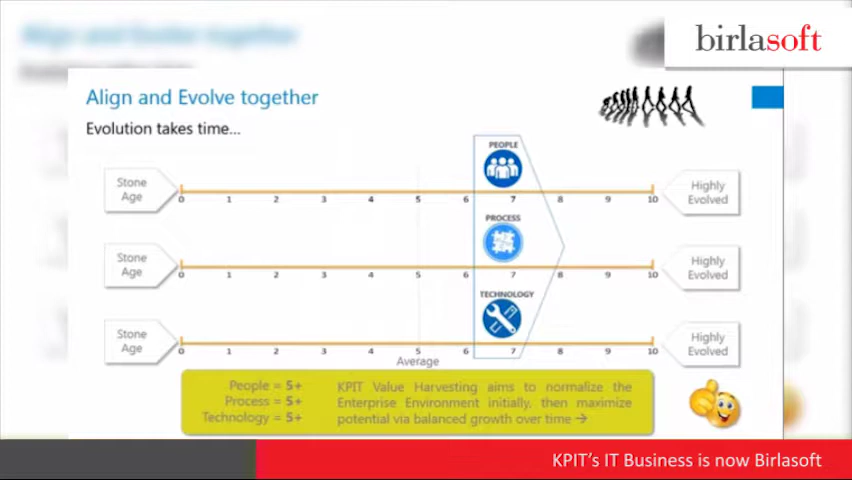 birlasoft
Align and Evolve together
Evolution takes time...
PEOPLE
Stone
Age
0 1 2 3 4 5 6 7 8 9 10
Highly
Evolved
PROCESS
Stone
Age
0 1 2 3 4 5 6 7 8 9 10
Highly
Evolved
TECHNOLOGY
Stone
Age
0 1 2 3 4 5 6 7 8 9 10
Highly
Evolved
Average
People = 5+
Process = 5+
Technology = 5+
KPIT Value Harvesting aims to normalize the
Enterprise Environment initially, then maximize
potential via balanced growth over time →
KPIT's IT Business is now Birlasoft